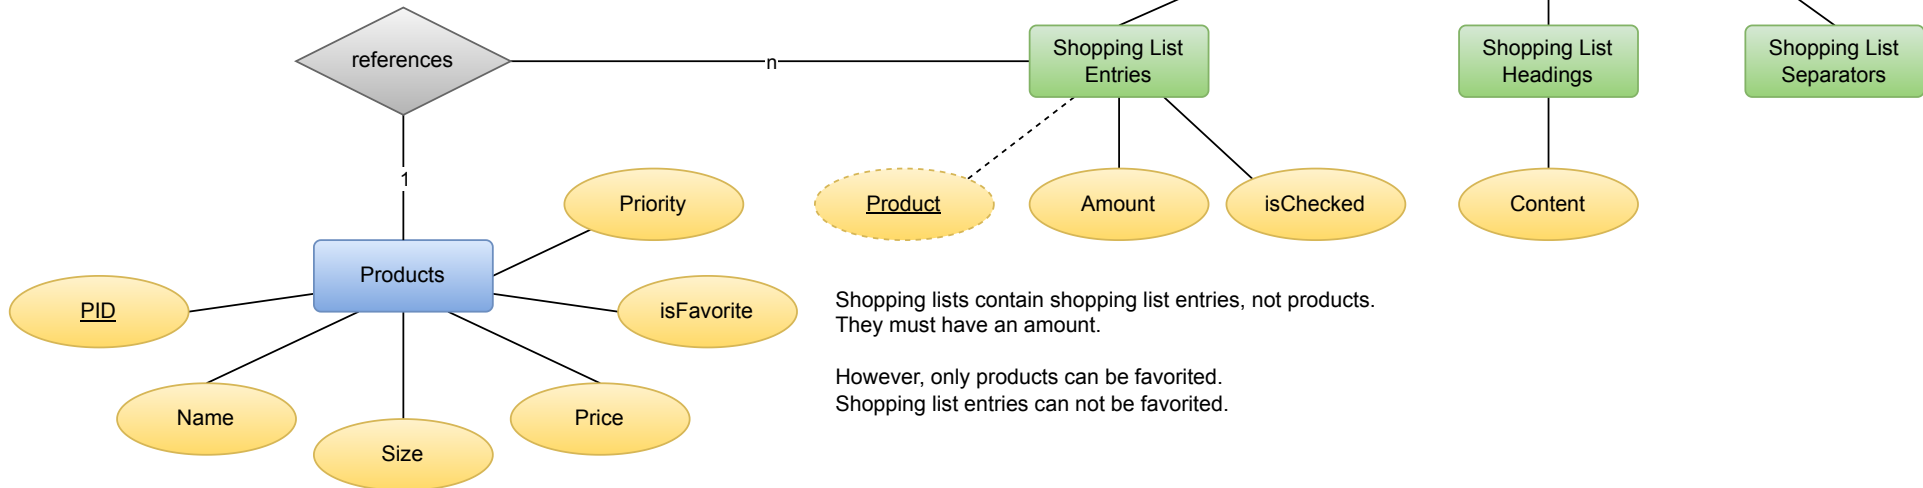 references
n
Shopping List
Entries
Shopping List
Headings
Shopping List
Separators
1
Priority
Product
Amount
isChecked
Content
Products
PID
isFavorite
Name
Size
Price
Shopping lists contain shopping list entries, not products.
They must have an amount.
However, only products can be favorited.
Shopping list entries can not be favorited.